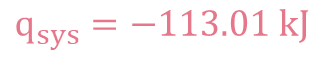 q_sys = −113.01 kJ